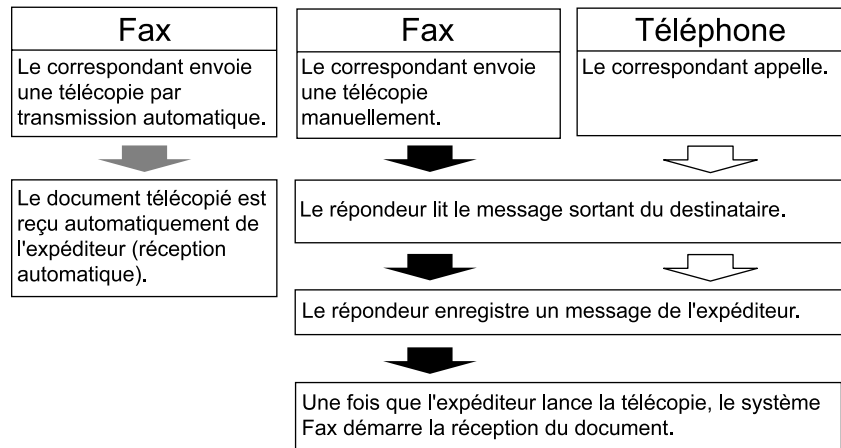 Fax
Le correspondant envoie
une télécopie par
transmission automatique.
Le document télécopié est
reçu automatiquement de
l'expéditeur (réception
automatique).
Fax
Le correspondant envoie
une télécopie
manuellement.
Téléphone
Le correspondant appelle.
Le répondeur lit le message sortant du destinataire.
Le répondeur enregistre un message de l'expéditeur.
Une fois que l'expéditeur lance la télécopie, le système
Fax démarre la réception du document.